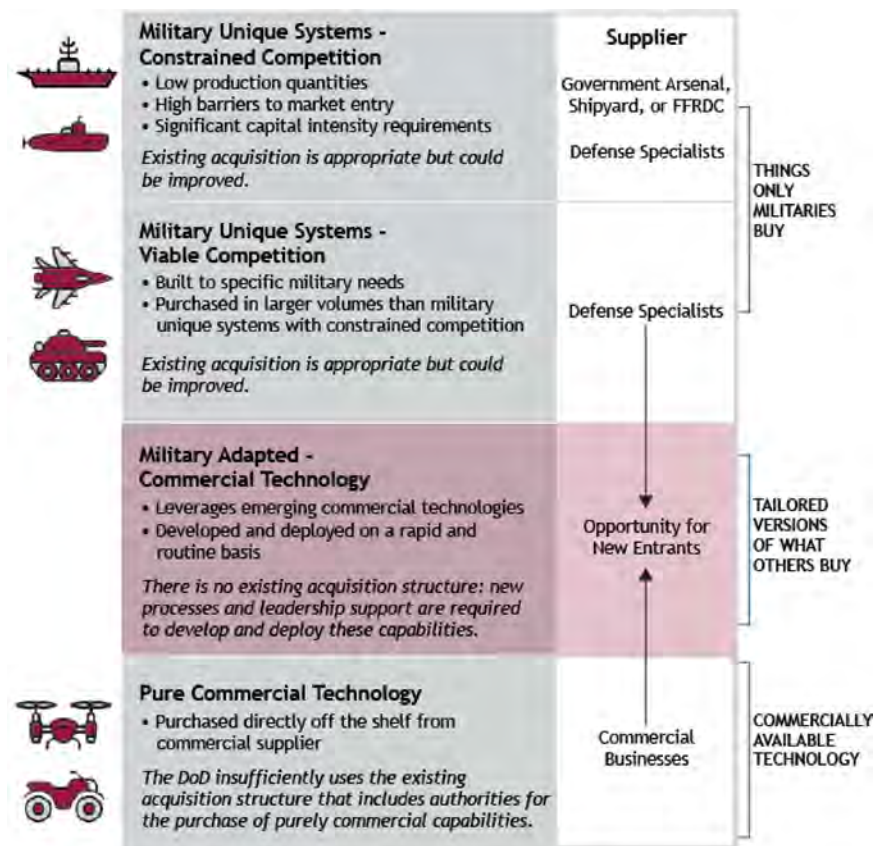 Military Unique Systems -
Constrained Competition
• Low production quantities
• High barriers to market entry
• Significant capital intensity requirements
Existing acquisition is appropriate but could
be improved.
Supplier
Government Arsenal,
Shipyard, or FFRDC
Defense Specialists
THINGS
ONLY
MILITARIES
BUY
Military Unique Systems -
Viable Competition
• Built to specific military needs
• Purchased in larger volumes than military
unique systems with constrained competition
Existing acquisition is appropriate but could
be improved.
Defense Specialists
Military Adapted -
Commercial Technology
• Leverages emerging commercial technologies
• Developed and deployed on a rapid and
routine basis
There is no existing acquisition structure: new
processes and leadership support are required
to develop and deploy these capabilities.
Opportunity for
New Entrants
TAILORED
VERSIONS
OF WHAT
OTHERS BUY
Pure Commercial Technology
• Purchased directly off the shelf from
commercial supplier
The DoD insufficiently uses the existing
acquisition structure that includes authorities for
the purchase of purely commercial capabilities.
Commercial
Businesses
COMMERCIALLY
AVAILABLE
TECHNOLOGY